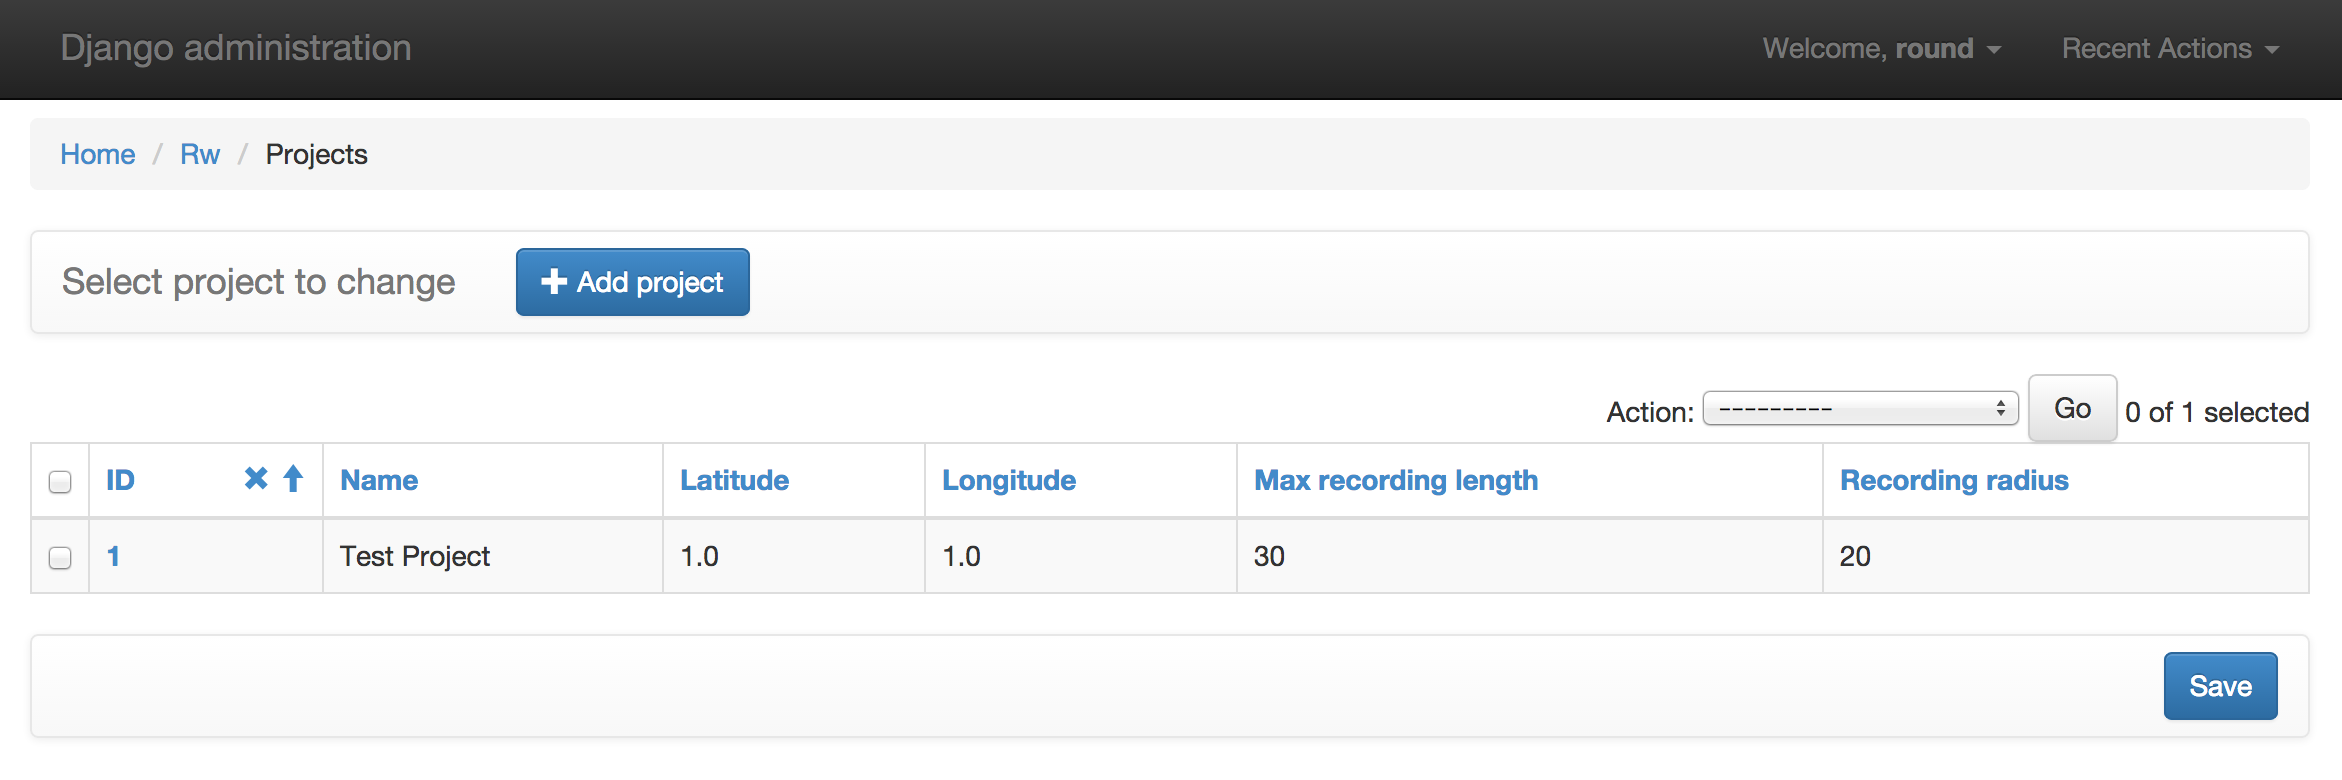 Django administration Welcome, round Recent Actions
Home / Rw / Projects
Select project to change Add project
Action: --------- Go 0 of 1 selected
ID Name Latitude Longitude Max recording length Recording radius
1 Test Project 1.0 1.0 30 20
Save